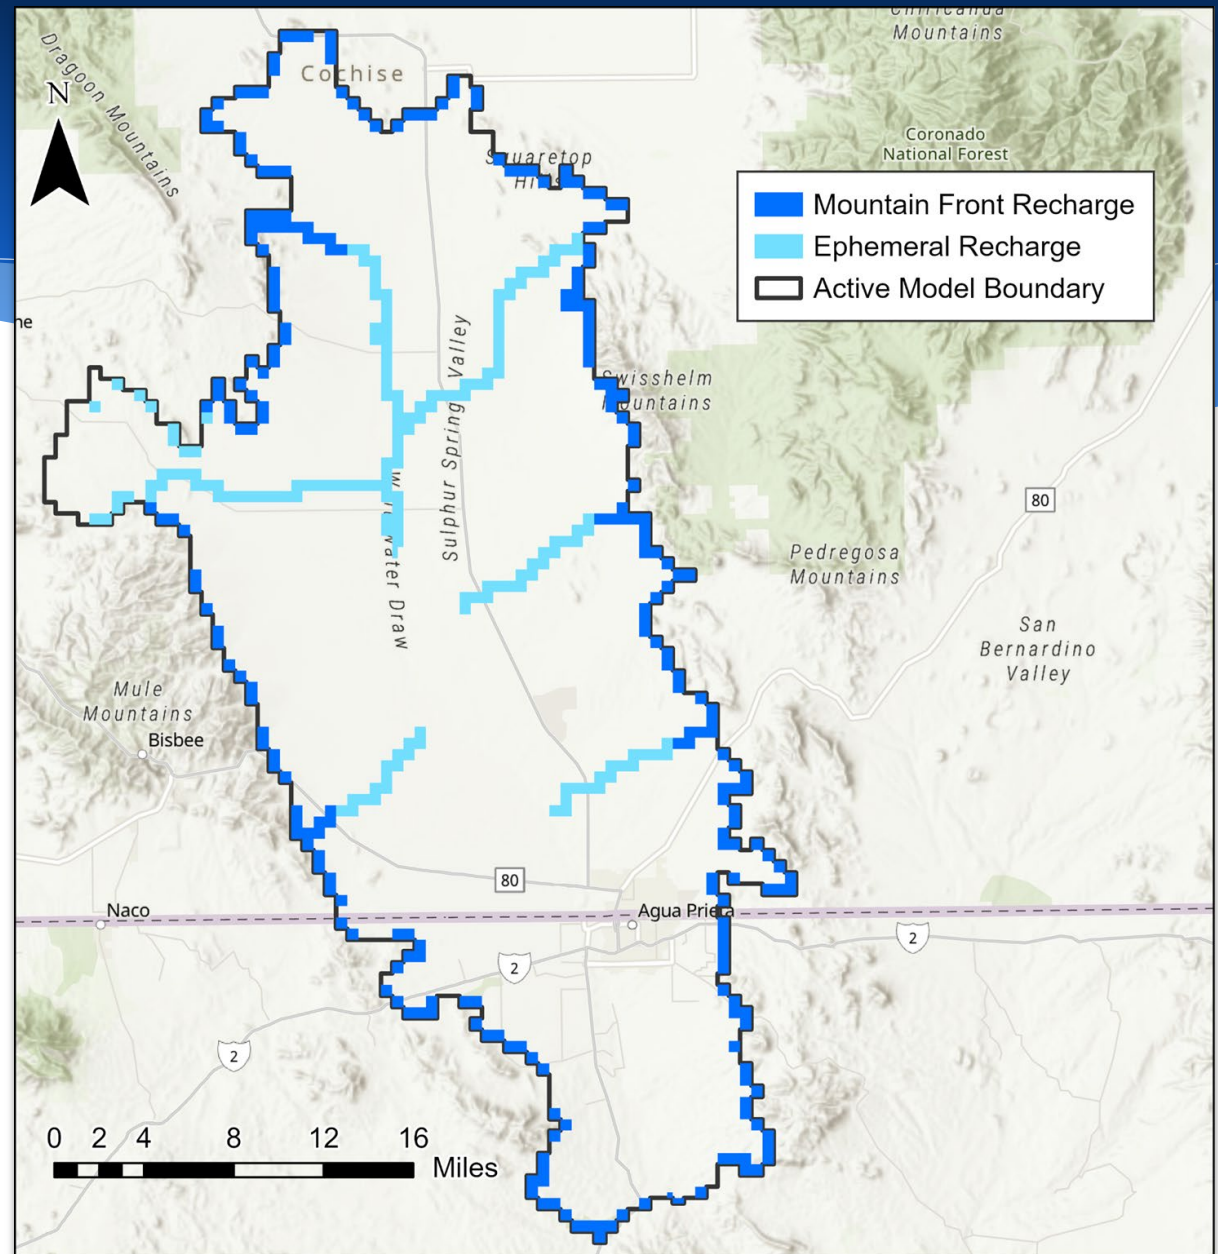 Chiricahua
Mountains
Dragoon Mountains
N
Cochise
Coronado
National Forest
Squaretop
Hills
Mountain Front Recharge
Ephemeral Recharge
Active Model Boundary
ne
Sulphur Spring Valley
Swisshelm
Mountains
80
Whitewater Draw
Pedregosa
Mountains
San
Bernardino
Valley
Mule
Mountains
Bisbee
80
Naco
Agua Prieta
2
2
2
0 2 4 8 12 16
Miles